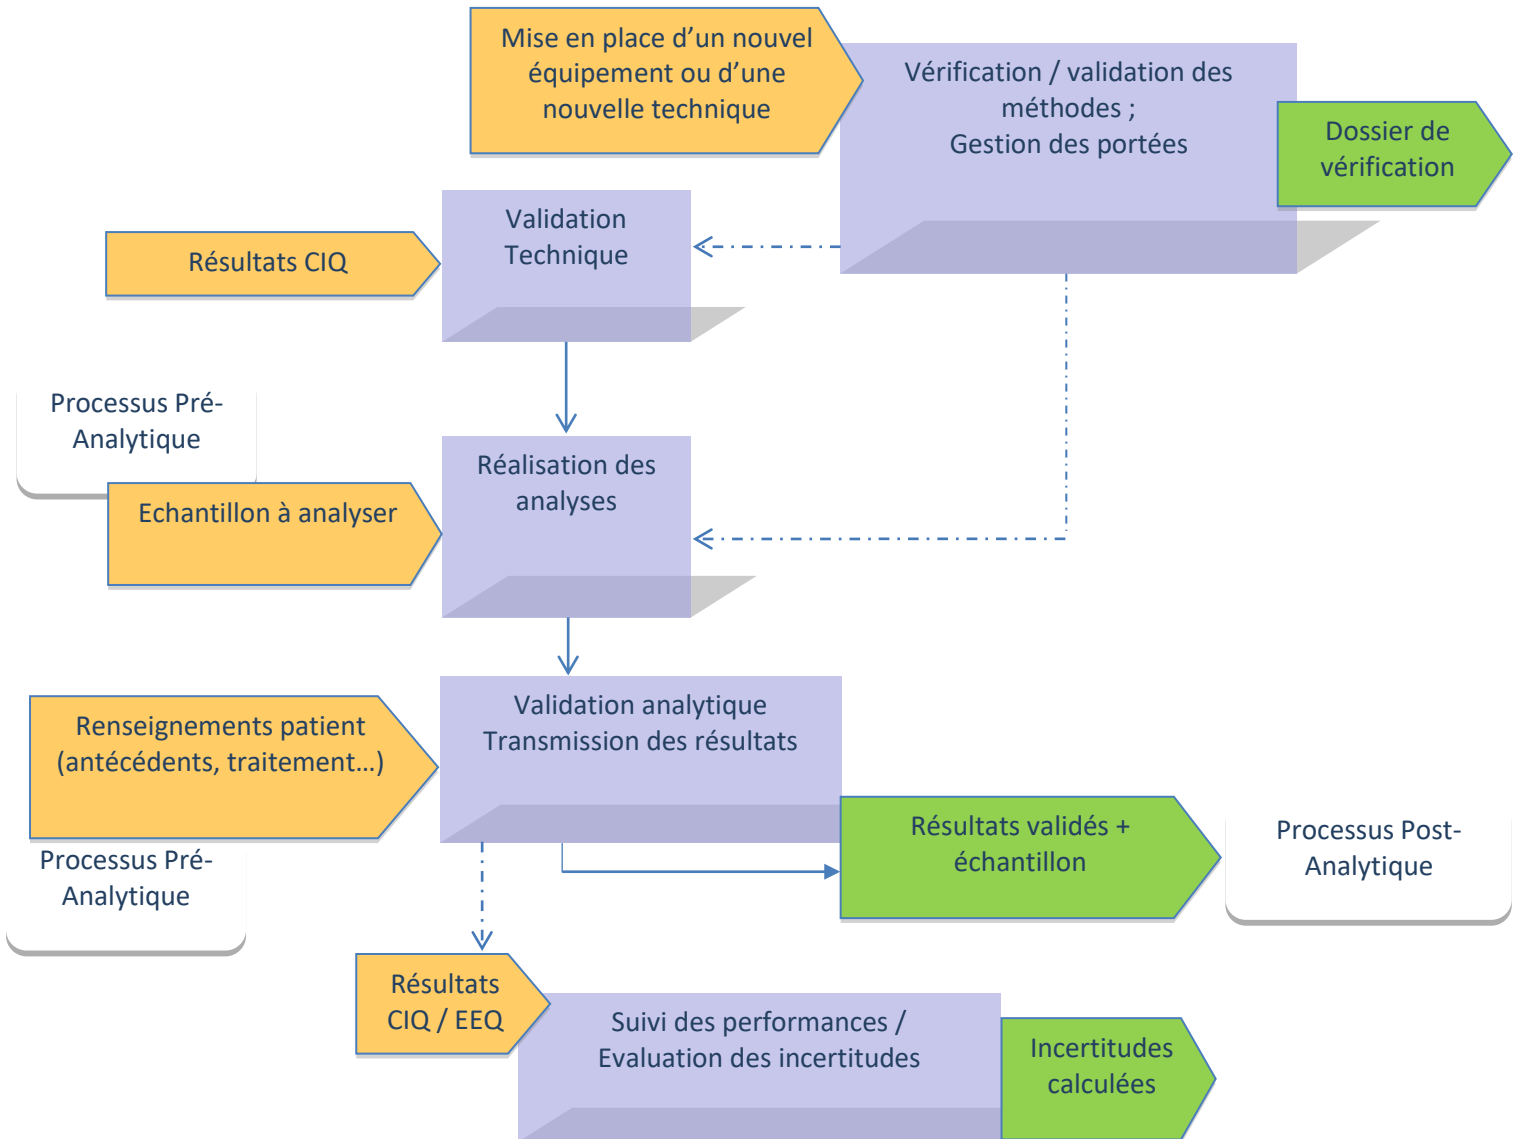 Mise en place d’un nouvel
équipement ou d’une
nouvelle technique
Vérification / validation des
méthodes ;
Gestion des portées
Dossier de
vérification
Validation
Technique
Résultats CIQ
Processus Pré-
Analytique
Réalisation des
analyses
Echantillon à analyser
Validation analytique
Transmission des résultats
Renseignements patient
(antécédents, traitement…)
Processus Pré-
Analytique
Résultats validés +
échantillon
Processus Post-
Analytique
Résultats
CIQ / EEQ
Suivi des performances /
Evaluation des incertitudes
Incertitudes
calculées